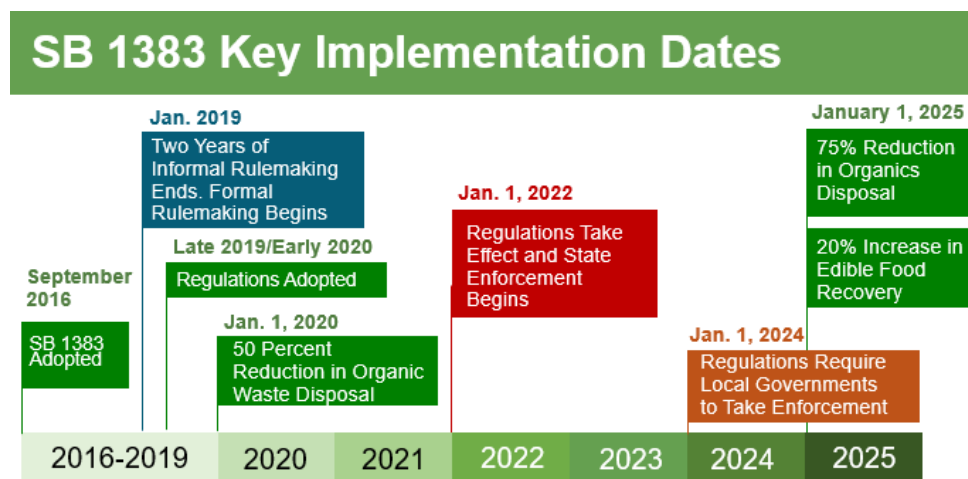 SB 1383 Key Implementation Dates
Jan. 2019
Two Years of
Informal Rulemaking
Ends. Formal
Rulemaking Begins
Late 2019/Early 2020
Regulations Adopted
September
2016
SB 1383
Adopted
Jan. 1, 2020
50 Percent
Reduction in Organic
Waste Disposal
Jan. 1, 2022
Regulations Take
Effect and State
Enforcement
Begins
Jan. 1, 2024
Regulations Require
Local Governments
to Take Enforcement
January 1, 2025
75% Reduction
in Organics
Disposal
20% Increase in
Edible Food
Recovery
2016-2019
2020
2021
2022
2023
2024
2025